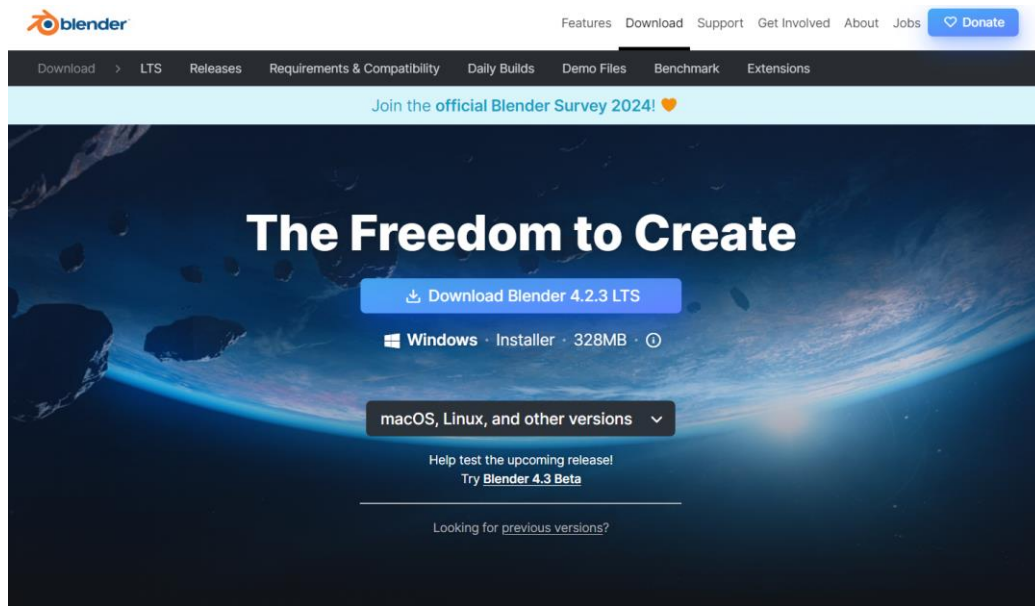 blender
Features Download Support Get Involved About Jobs Donate
Download > LTS Releases Requirements & Compatibility Daily Builds Demo Files Benchmark Extensions
Join the official Blender Survey 2024! 🧡
The Freedom to Create
Download Blender 4.2.3 LTS
Windows · Installer · 328MB ·
macOS, Linux, and other versions
Help test the upcoming release!
Try Blender 4.3 Beta
Looking for previous versions?